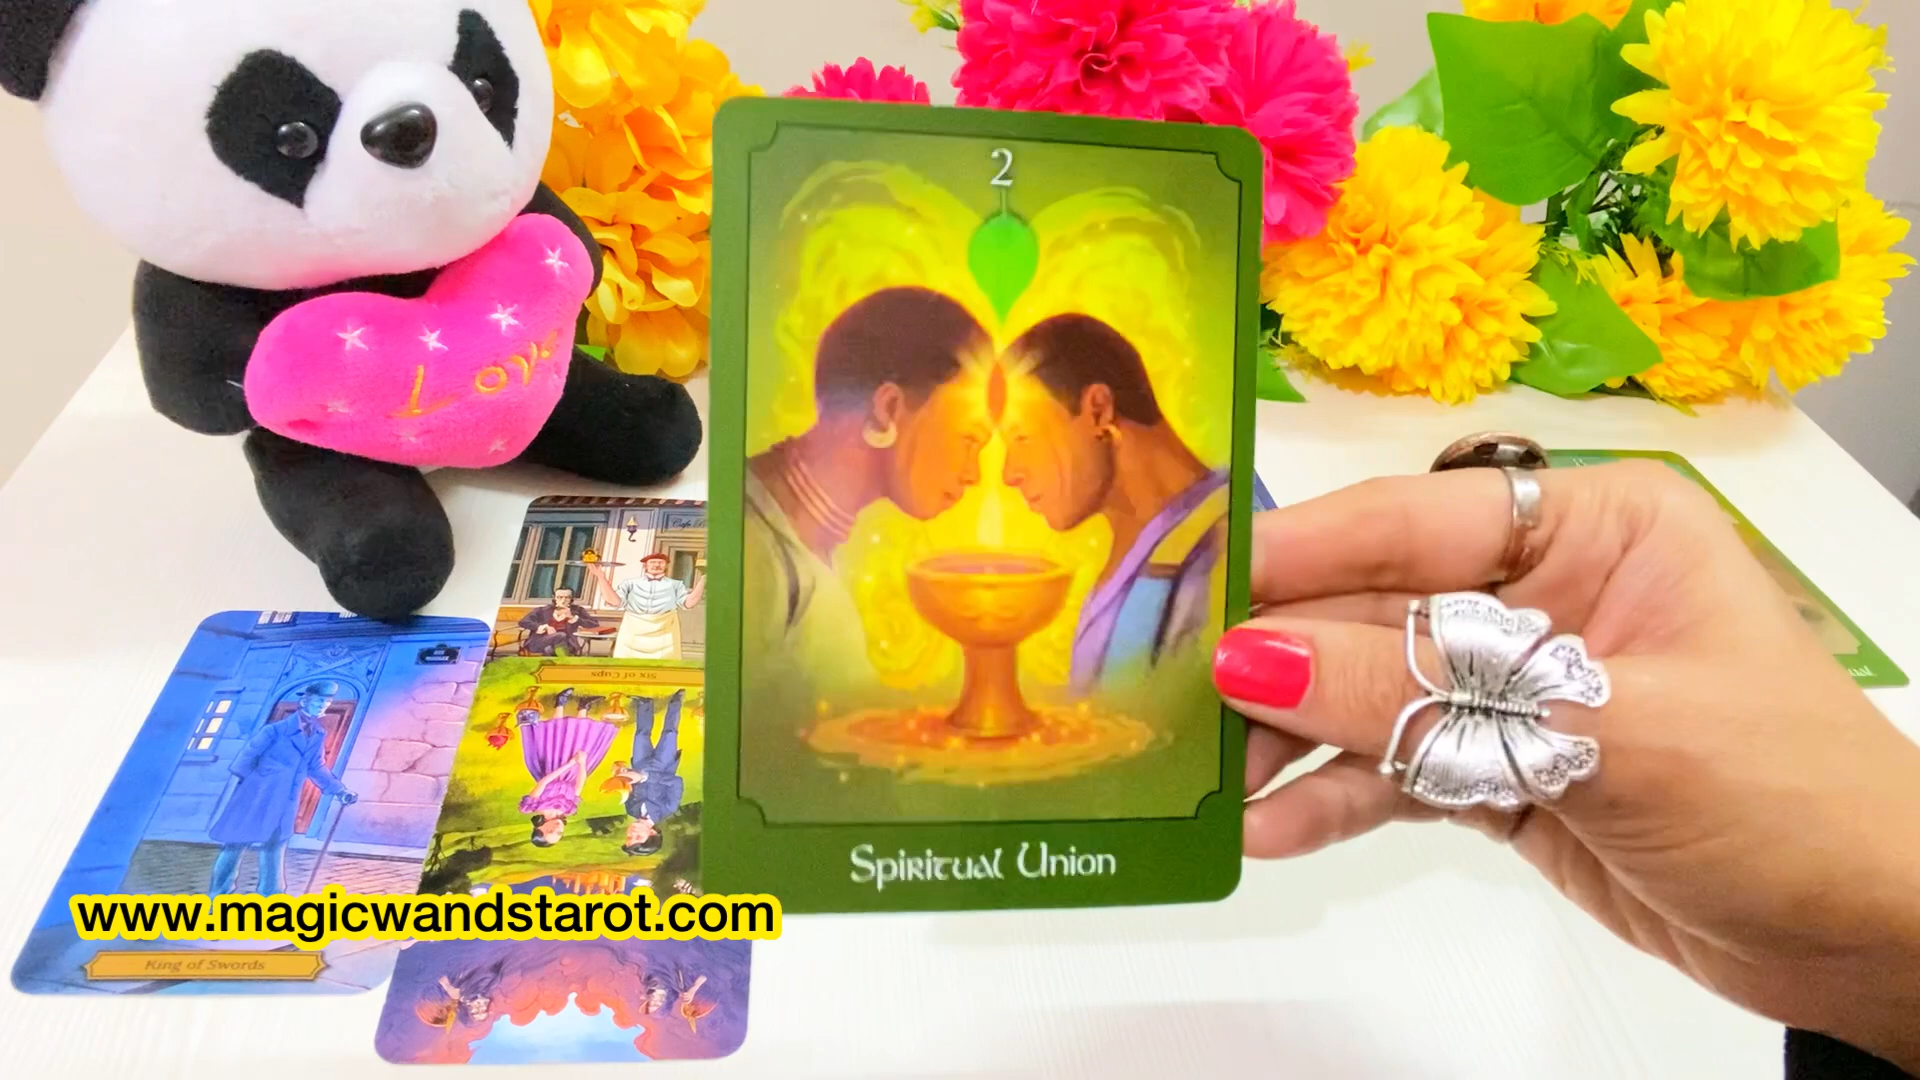 2
Love
Six of Cups
Spiritual Union
www.magicwandstarot.com
King of Swords